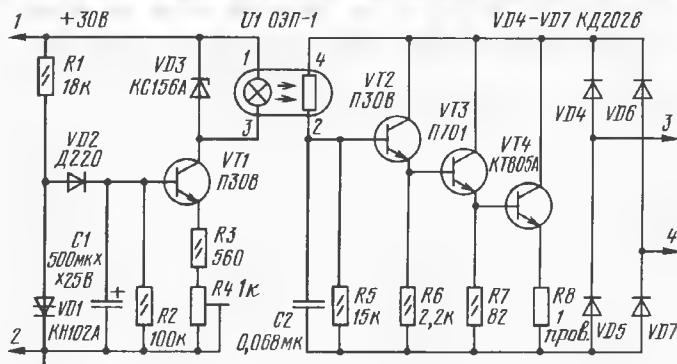 1
+30В
U1 ОЭП-1
VD4-VD7 КД202В
R1
18к
VD3
КС156А
1
4
VT2
П30В
VT3
П701
VD4
VD6
3
VD2
Д220
3
2
VT1
П30В
VT4
КТ805А
C1
500мк×
×25В
R3
560
4
VD1
КН102А
R2
100к
R4 1к
C2
0,068мк
R5
15к
R6
2,2к
R7
82
R8
1
пров.
VD5
VD7
2